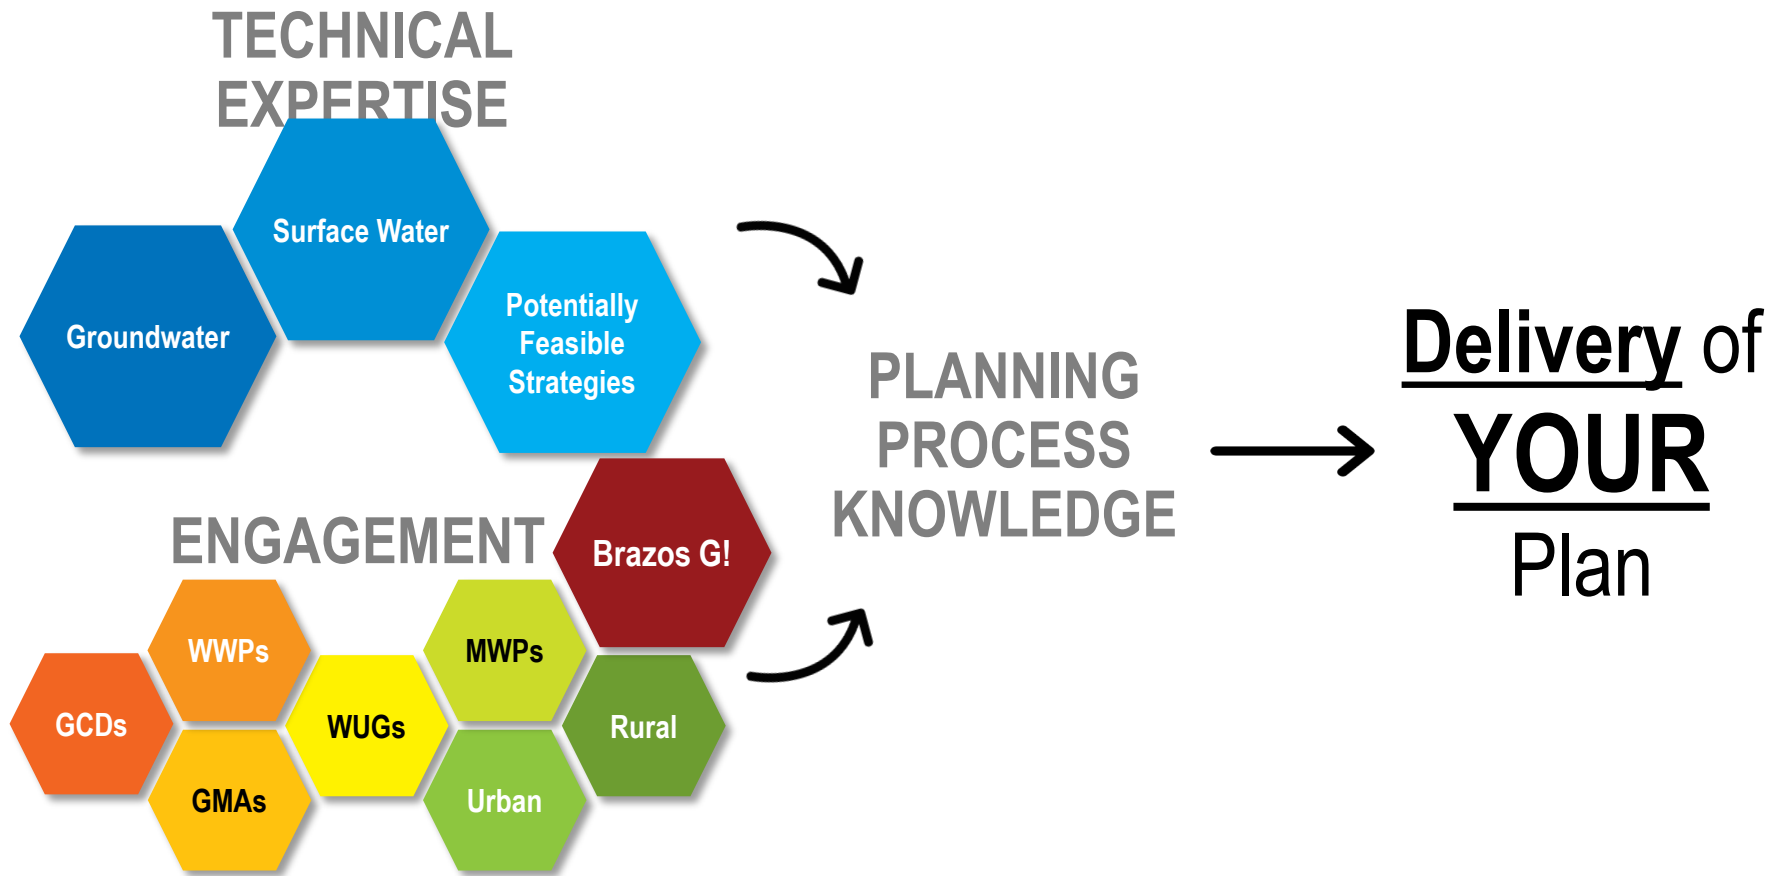 TECHNICAL
EXPERTISE
Surface Water
Groundwater
Potentially
Feasible
Strategies
ENGAGEMENT
Brazos G!
WWPs
MWPs
GCDs
WUGs
Rural
GMAs
Urban
PLANNING
PROCESS
KNOWLEDGE
Delivery of
YOUR
Plan